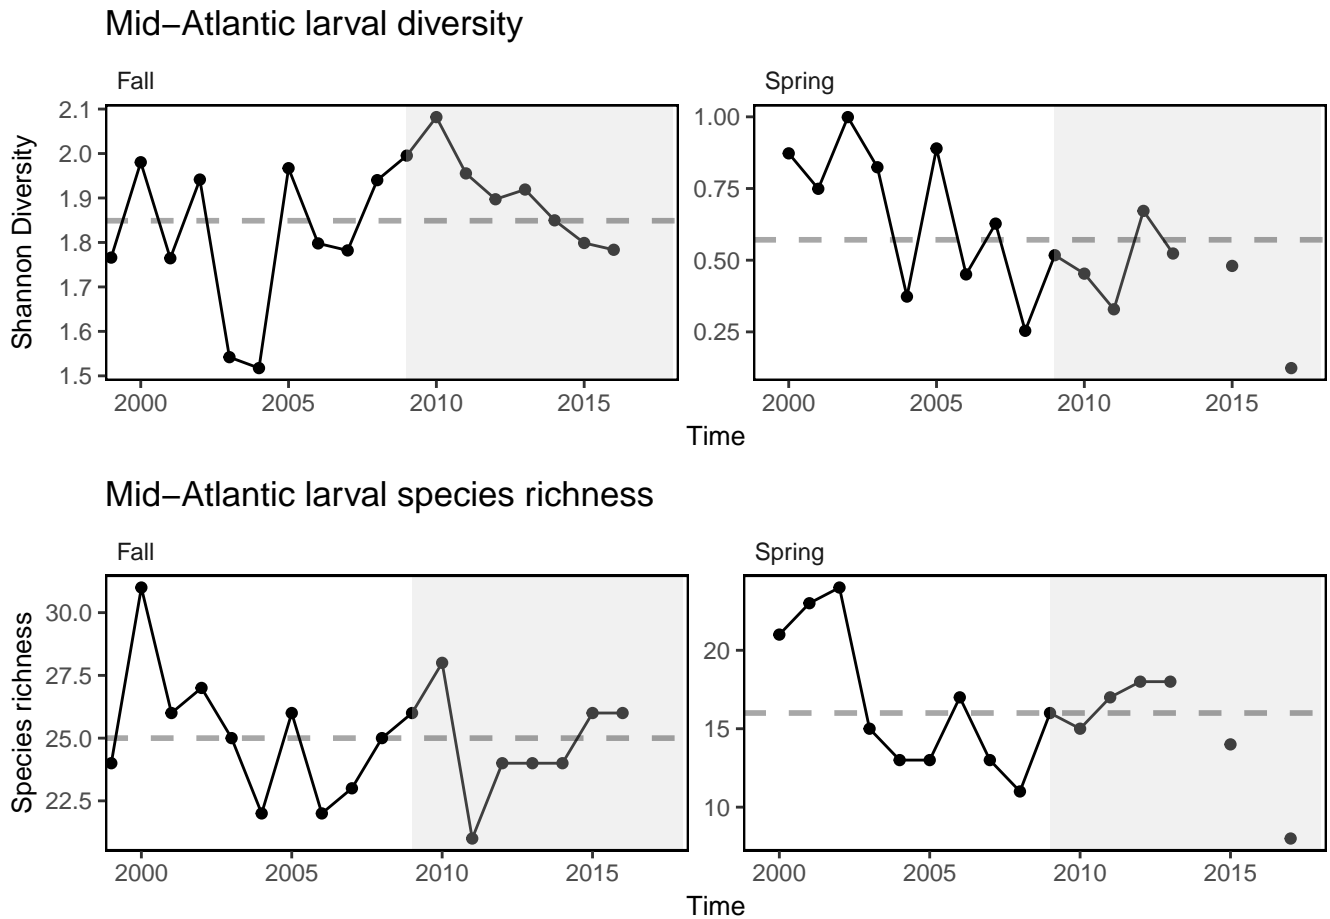 Mid−Atlantic larval diversity
Fall
Spring
Shannon Diversity
2.1
2.0
1.9
1.8
1.7
1.6
1.5
1.00
0.75
0.50
0.25
2000 2005 2010 2015
2000 2005 2010 2015
Time
Mid−Atlantic larval species richness
Fall
Spring
Species richness
30.0
27.5
25.0
22.5
20
15
10
2000 2005 2010 2015
2000 2005 2010 2015
Time